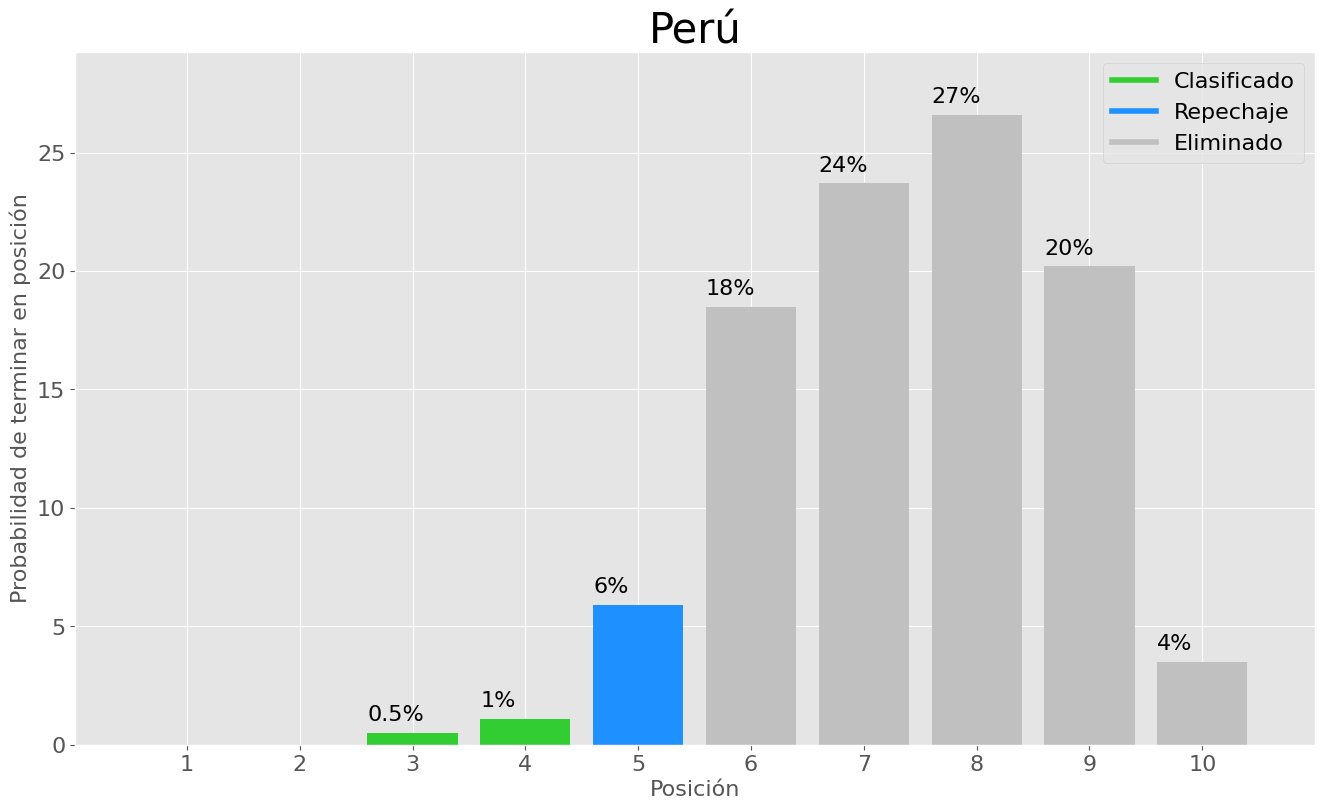 Perú
Clasificado
Repechaje
Eliminado
27%
24%
20%
18%
6%
4%
1%
0.5%
25
20
15
10
5
0
Probabilidad de terminar en posición
1 2 3 4 5 6 7 8 9 10
Posición